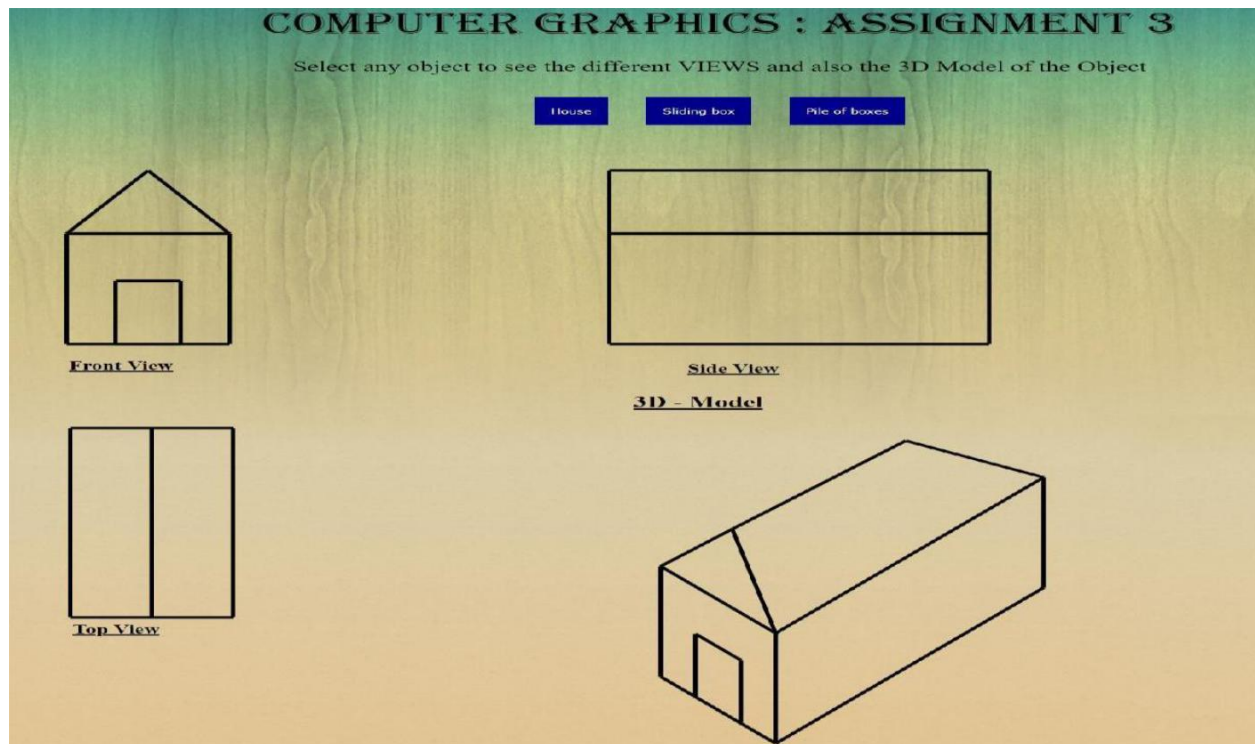 COMPUTER GRAPHICS : ASSIGNMENT 3
Select any object to see the different VIEWS and also the 3D Model of the Object
House
Sliding box
Pile of boxes
Front View
Side View
3D - Model
Top View